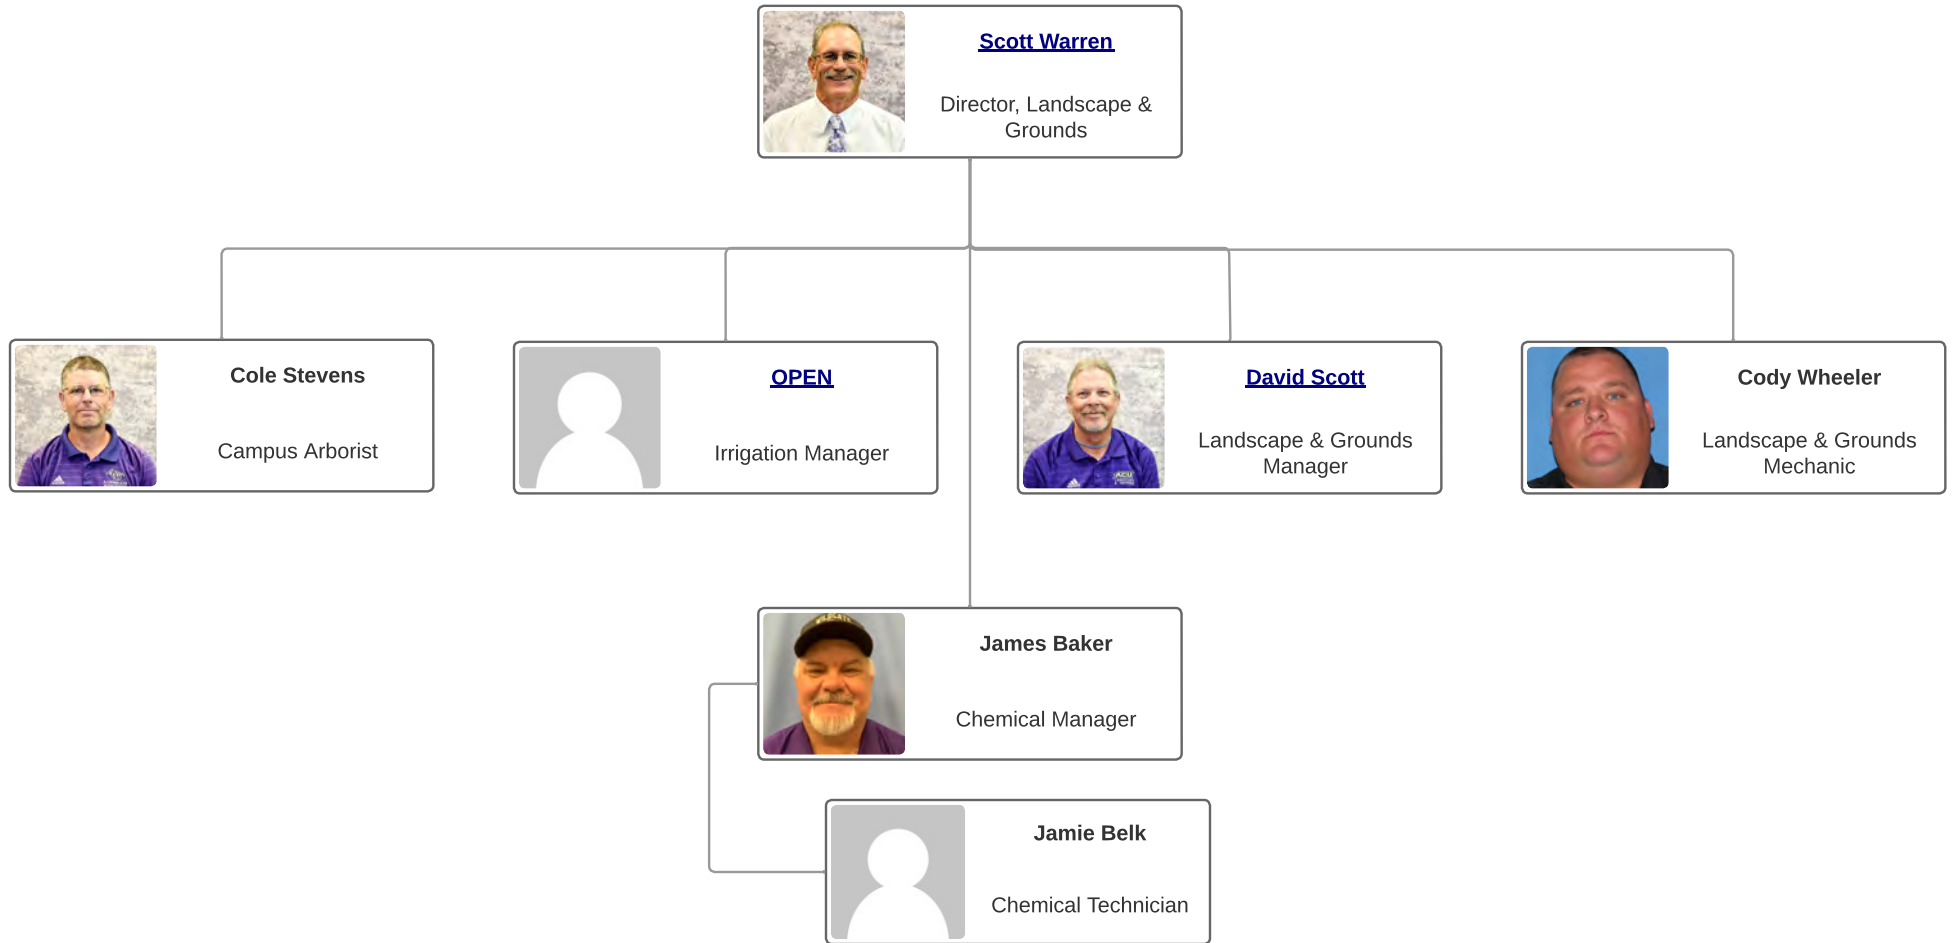 Scott Warren
Director, Landscape &
Grounds
Cole Stevens
Campus Arborist
OPEN
Irrigation Manager
David Scott
Landscape & Grounds
Manager
Cody Wheeler
Landscape & Grounds
Mechanic
James Baker
Chemical Manager
Jamie Belk
Chemical Technician